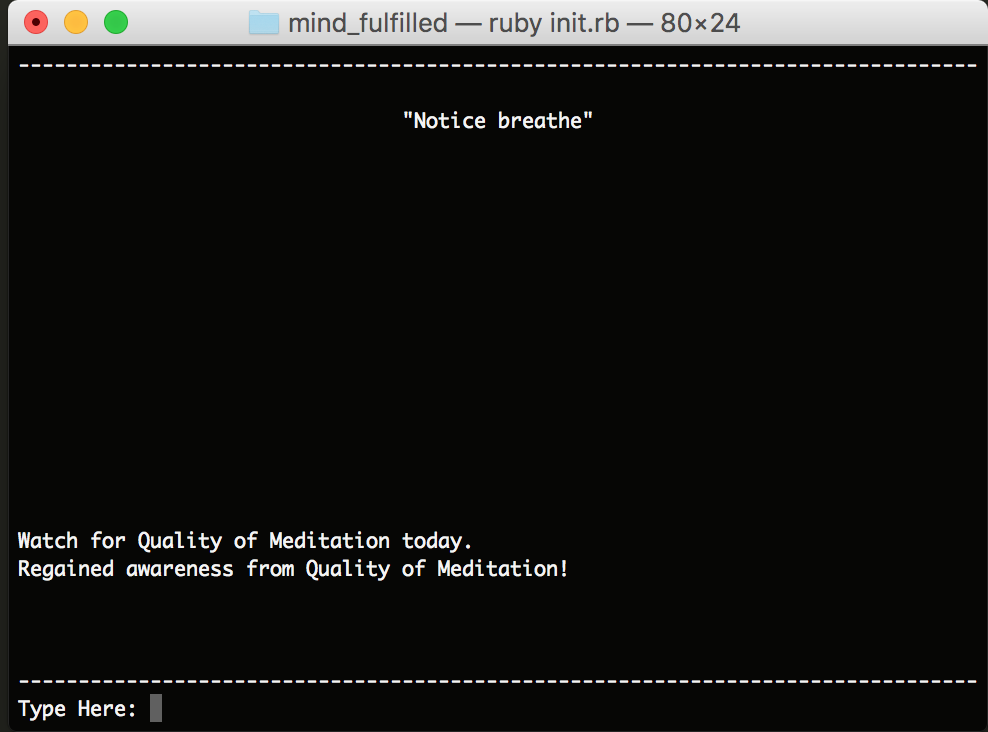 mind_fulfilled — ruby init.rb — 80×24
--------------------------------------------------------------------------------
"Notice breathe"
Watch for Quality of Meditation today.
Regained awareness from Quality of Meditation!
--------------------------------------------------------------------------------
Type Here: